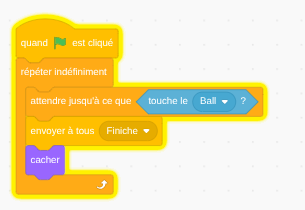 quand est cliqué
répéter indéfiniment
attendre jusqu'à ce que touche le Ball ?
envoyer à tous Finiche
cacher